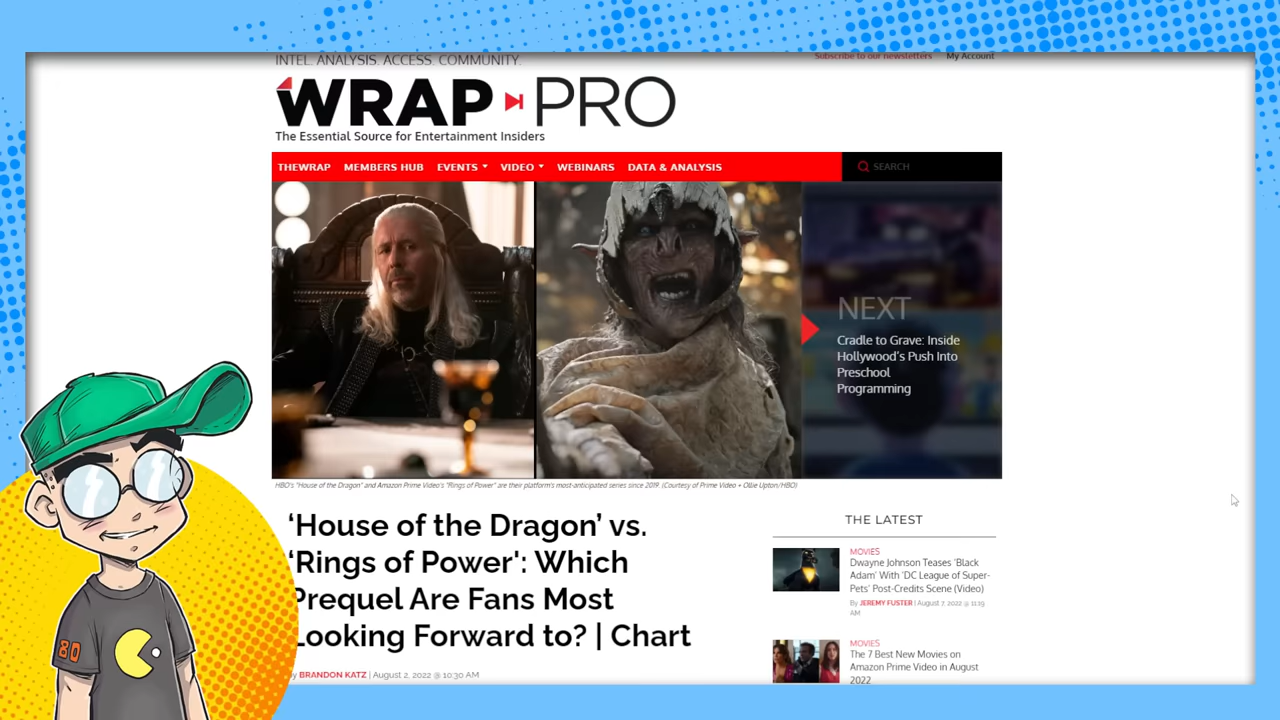 INTEL. ANALYSIS. ACCESS. COMMUNITY.
Subscribe to our newsletters My Account
WRAP PRO
The Essential Source for Entertainment Insiders
THEWRAP MEMBERS HUB EVENTS VIDEO WEBINARS DATA & ANALYSIS SEARCH
NEXT
Cradle to Grave: Inside
Hollywood's Push Into
Preschool
Programming
HBO's "House of the Dragon" and Amazon Prime Video's "Rings of Power" are their platform's most-anticipated series since 2019. (Courtesy of Prime Video + Ollie Upton/HBO)
‘House of the Dragon’ vs.
‘Rings of Power': Which
Prequel Are Fans Most
Looking Forward to? | Chart
By BRANDON KATZ | August 2, 2022 @ 10:30 AM
THE LATEST
MOVIES
Dwayne Johnson Teases 'Black
Adam' With 'DC League of Super-
Pets' Post-Credits Scene (Video)
By JEREMY FUSTER | August 7, 2022 @ 11:19
AM
MOVIES
The 7 Best New Movies on
Amazon Prime Video in August
2022
80